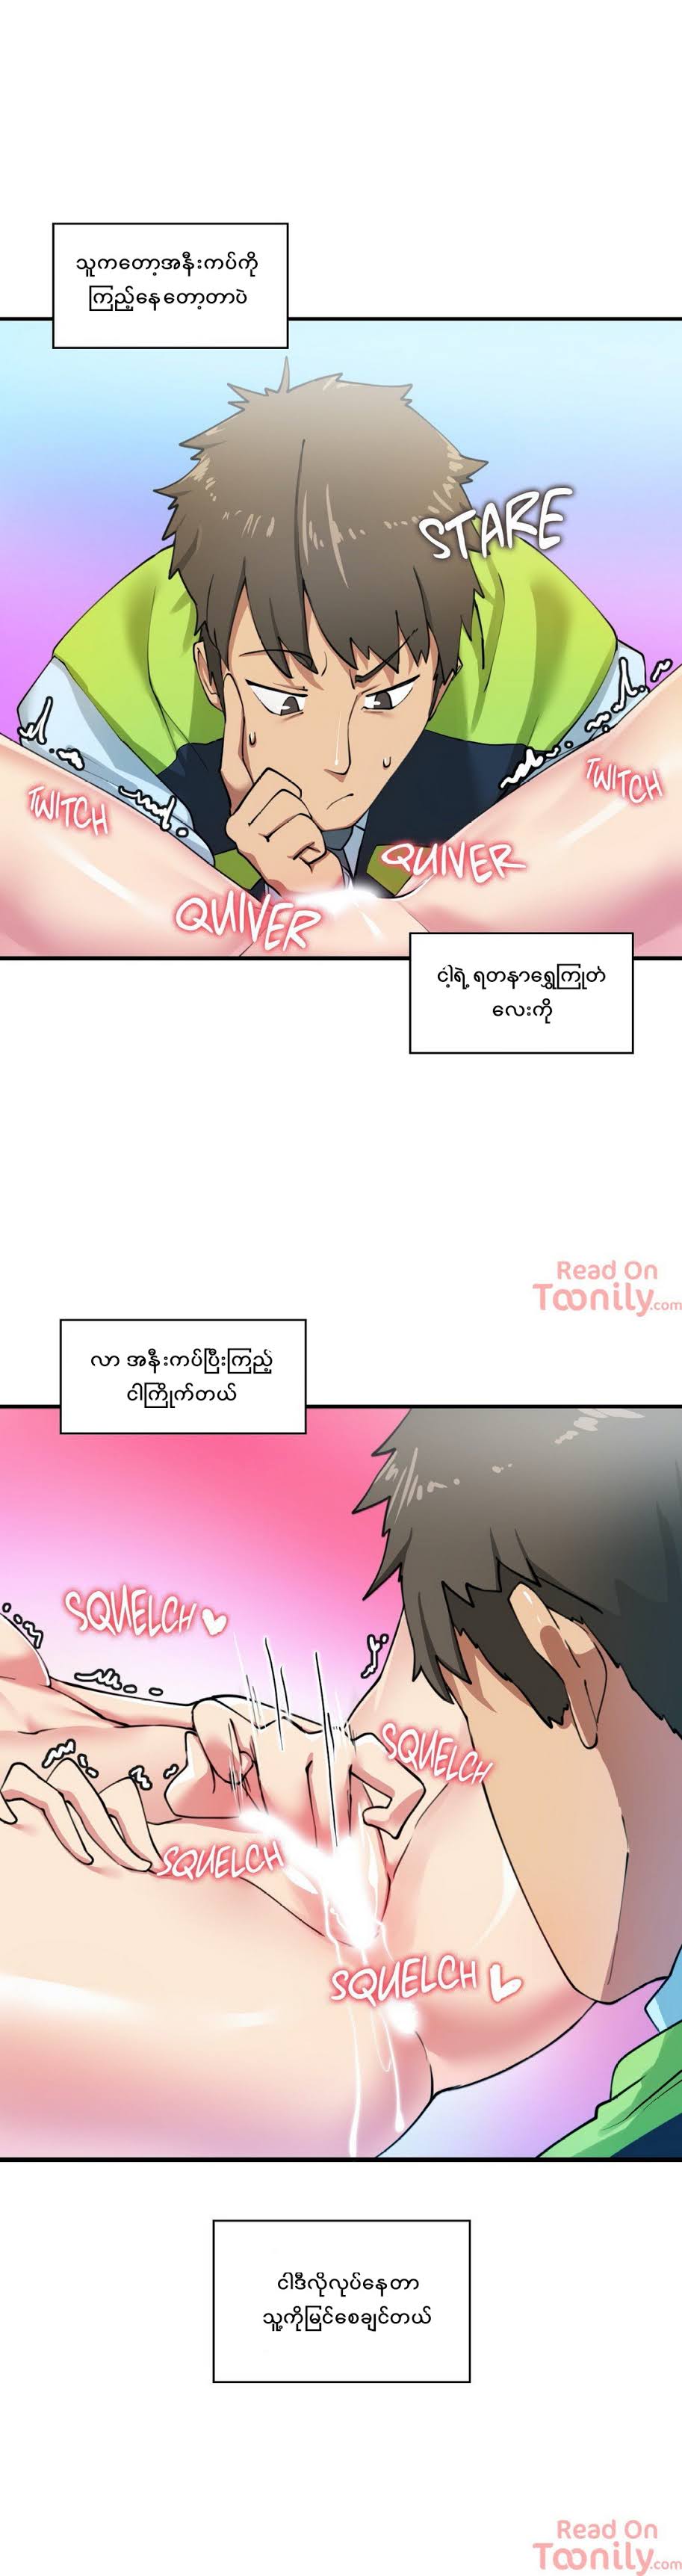 သူကတော့အနီးကပ်ကို
ကြည့်နေတော့တာပဲ
STARE
TWITCH
TWITCH
QUIVER
QUIVER
ငါ့ရဲ့ ရတနာရွှေကြုတ်
လေးကို
Read On
Toonily.com
လာ အနီးကပ်ပြီးကြည့်
ငါကြိုက်တယ်
SQUELCH
SQUELCH
SQUELCH
SQUELCH
ငါဒီလိုလုပ်နေတာ
သူ့ကိုမြင်စေချင်တယ်
Read On
Toonily.com